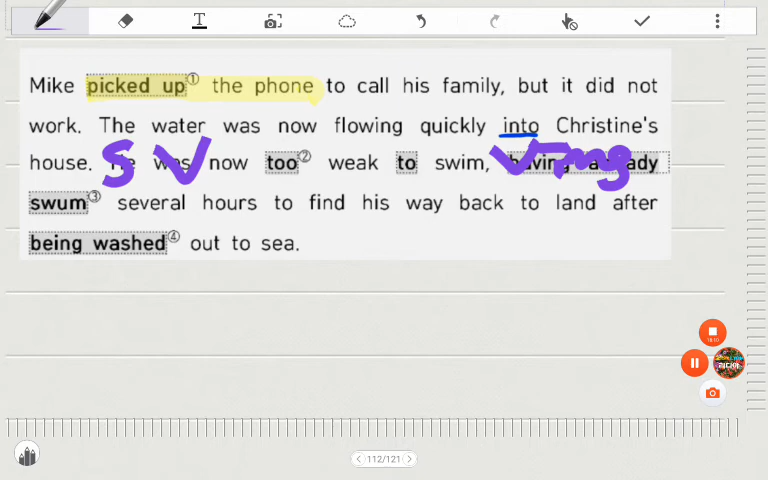 T
Mike picked up① the phone to call his family, but it did not
work. The water was now flowing quickly into Christine's
S V V-ing
house. He was now too② weak to swim, having already
swum③ several hours to find his way back to land after
being washed④ out to sea.
112/121